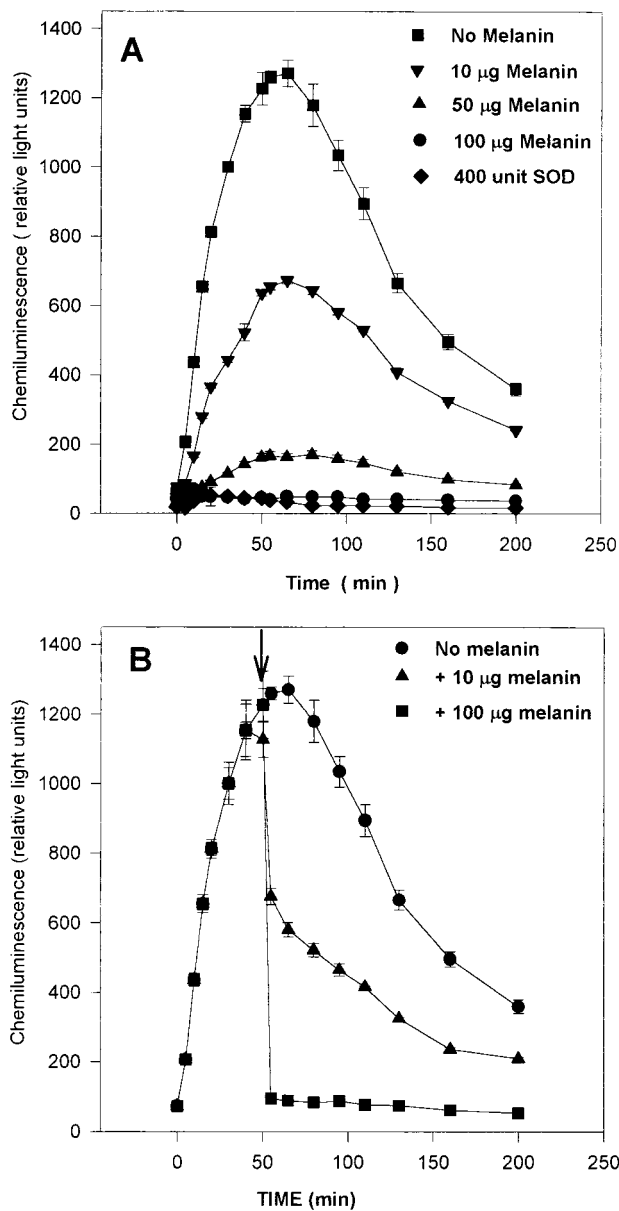 A
No Melanin
10 µg Melanin
50 µg Melanin
100 µg Melanin
400 unit SOD
Chemiluminescence ( relative light units)
1400
1200
1000
800
600
400
200
0
0 50 100 150 200 250
Time ( min )
B
No melanin
+ 10 µg melanin
+ 100 µg melanin
Chemiluminescence (relative light units)
1400
1200
1000
800
600
400
200
0
0 50 100 150 200 250
TIME (min)